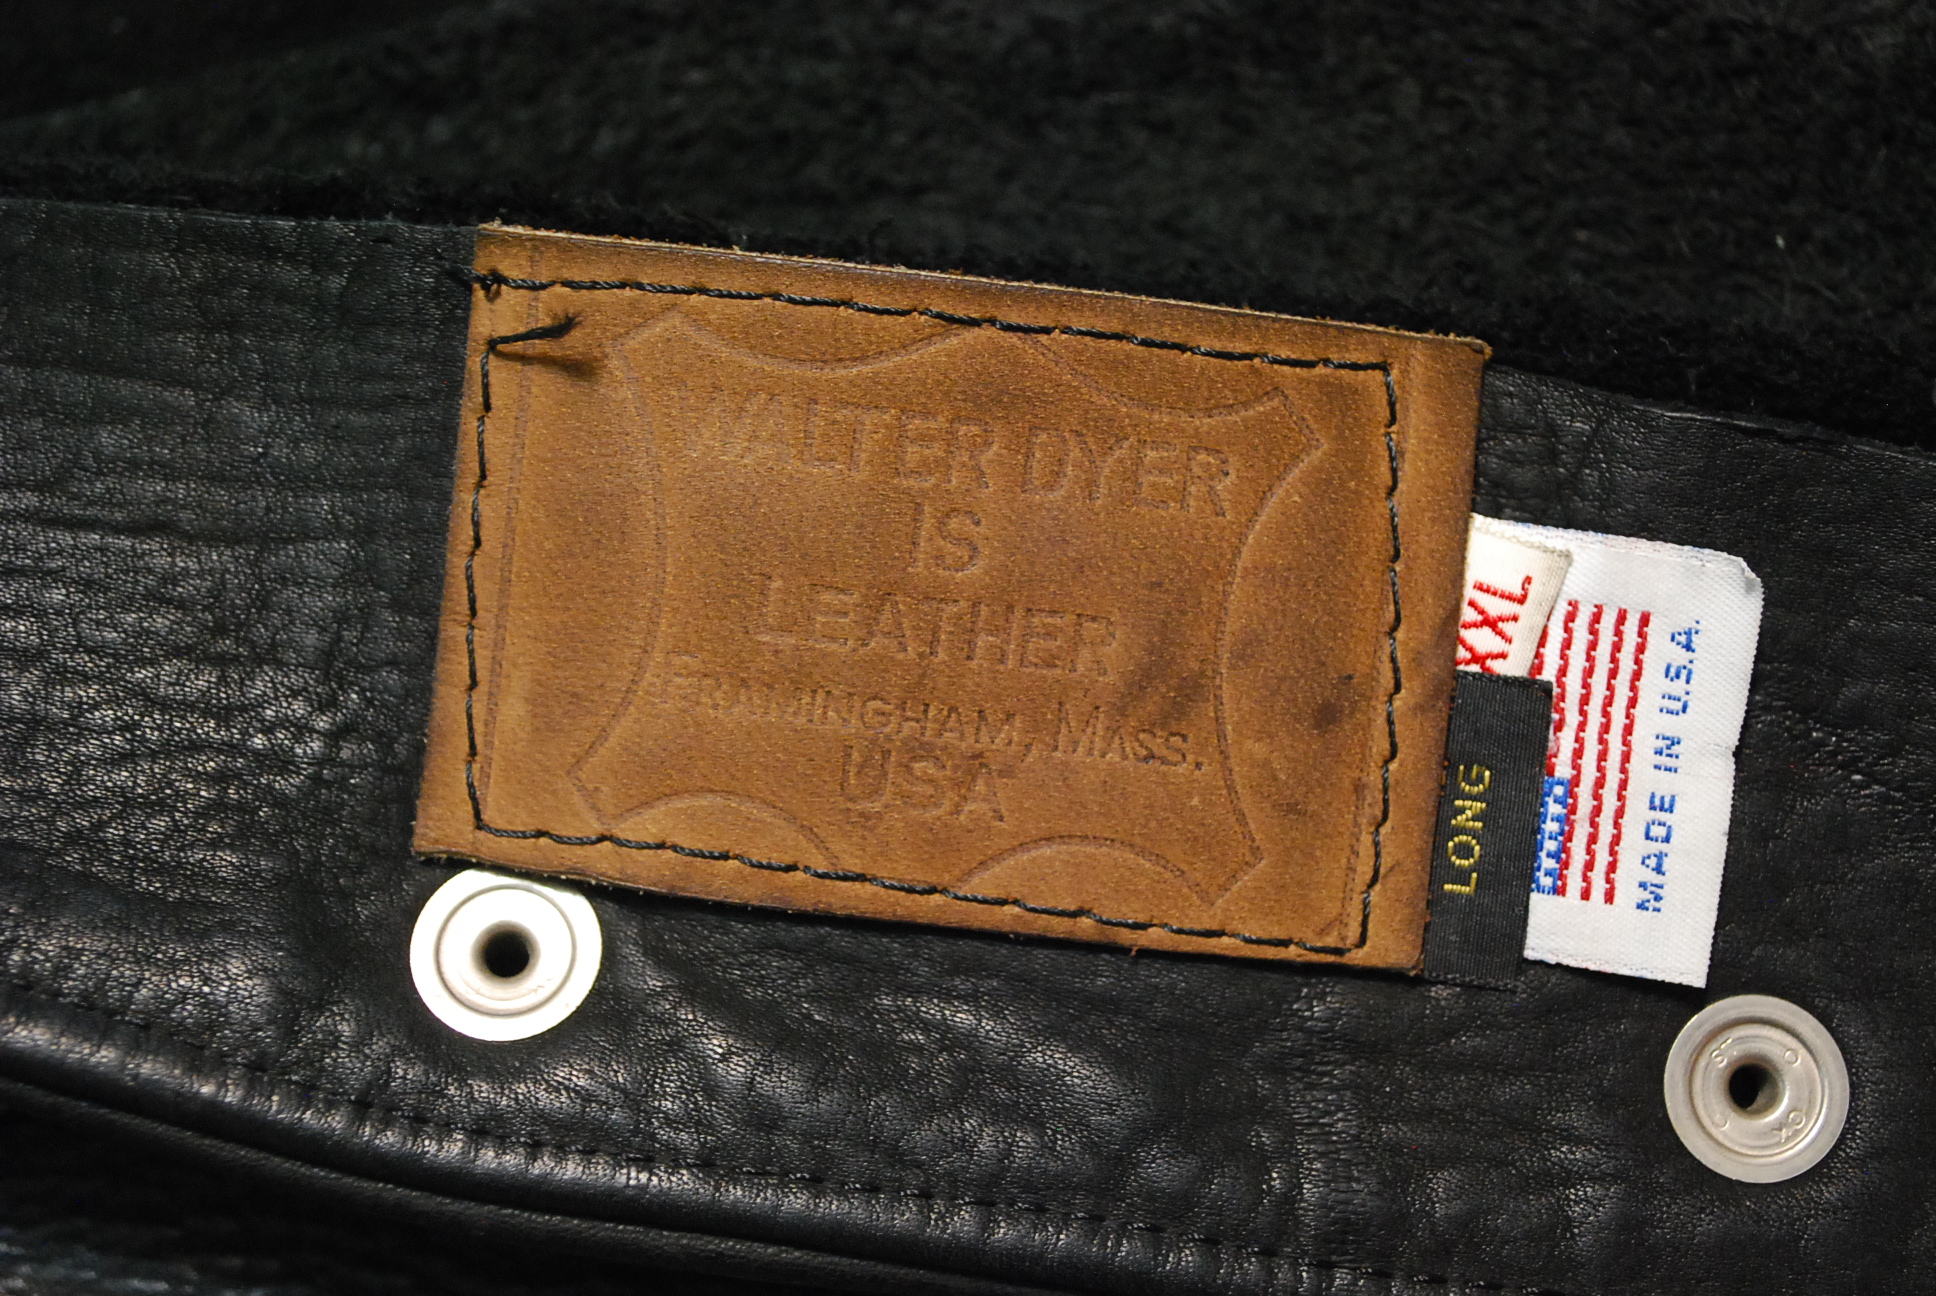 WALTER DYER
IS
LEATHER
FRAMINGHAM, MASS.
USA
XXL
LONG
MADE IN U.S.A.